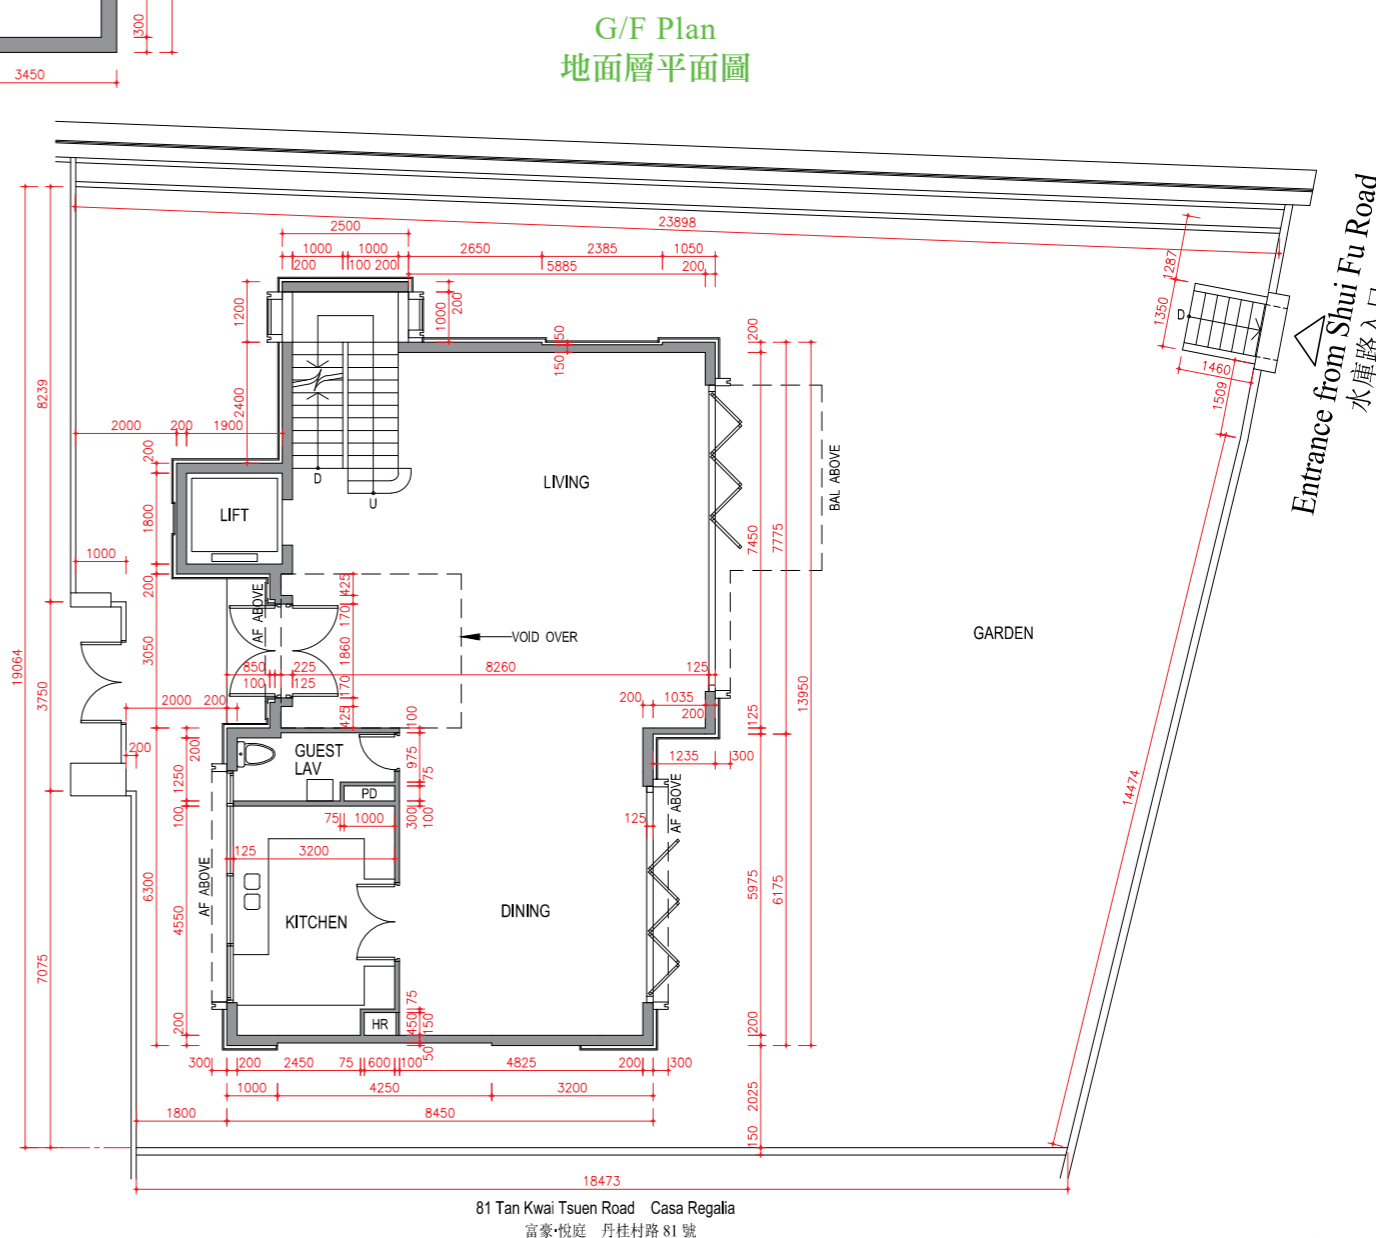 300
3450
G/F Plan
地面層平面圖
23898
2500
1000 1000 2650 2385 1050
200 100 200 5885 200
1287
1350
D
1460
1509
Entrance from Shui Fu Road
水庫路入口
1200
1000
200
50
150
200
8239
2400
2000 200 1900
200
D
U
LIFT
1800
LIVING
BAL ABOVE
7450
7775
1000
200
AF ABOVE
425
170
VOID OVER
GARDEN
19064
3750
3050
1860
850 225 8260 125
100 125
170
425
13950
2000 200
200 1035
200
125
200
200
1250
100
GUEST
LAV
PD
100
975
75
1235 300
75 1000
300
100
125
AF ABOVE
14474
125 3200
AF ABOVE
6300
4550
KITCHEN
DINING
5975
6175
7075
HR
75
450
150
50
200
200
300 200 2450 75 600 100 4825 200 300
1000 4250 3200
2025
1800 8450
150
18473
81 Tan Kwai Tsuen Road Casa Regalia
富豪•悅庭 丹桂村路 81 號